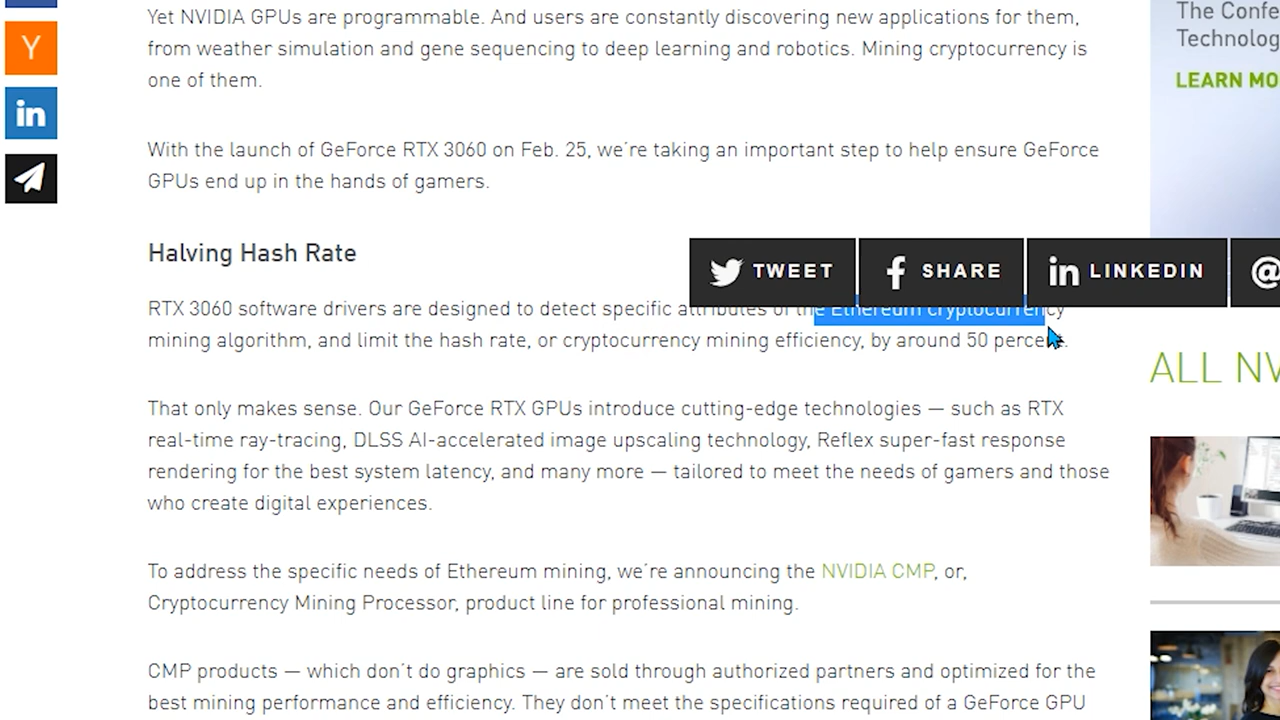 Yet NVIDIA GPUs are programmable. And users are constantly discovering new applications for them,
from weather simulation and gene sequencing to deep learning and robotics. Mining cryptocurrency is
one of them.
With the launch of GeForce RTX 3060 on Feb. 25, we're taking an important step to help ensure GeForce
GPUs end up in the hands of gamers.
Halving Hash Rate
TWEET
SHARE
in LINKEDIN
@
RTX 3060 software drivers are designed to detect specific attributes of the Ethereum cryptocurrency
mining algorithm, and limit the hash rate, or cryptocurrency mining efficiency, by around 50 percent.
That only makes sense. Our GeForce RTX GPUs introduce cutting-edge technologies — such as RTX
real-time ray-tracing, DLSS AI-accelerated image upscaling technology, Reflex super-fast response
rendering for the best system latency, and many more — tailored to meet the needs of gamers and those
who create digital experiences.
To address the specific needs of Ethereum mining, we're announcing the NVIDIA CMP, or,
Cryptocurrency Mining Processor, product line for professional mining.
CMP products — which don't do graphics — are sold through authorized partners and optimized for the
best mining performance and efficiency. They don't meet the specifications required of a GeForce GPU
Y
in
The Confe
Technolog
LEARN MO
ALL NV